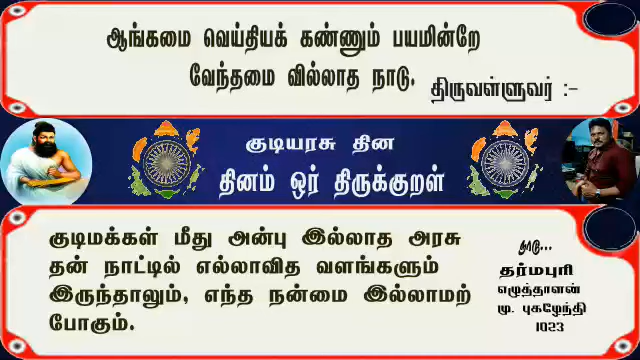 ஆங்கமை வெய்தியக் கண்ணும் பயமின்றே
வேந்தமை வில்லாத நாடு.
திருவள்ளுவர் :-
குடியரசு தின
தினம் ஓர் திருக்குறள்
குடிமக்கள் மீது அன்பு இல்லாத அரசு
தன் நாட்டில் எல்லாவித வளங்களும்
இருந்தாலும், எந்த நன்மை இல்லாமற்
போகும்.
நாடு...
தர்மபுரி
எழுத்தாளன்
மு. புகழேந்தி
1023